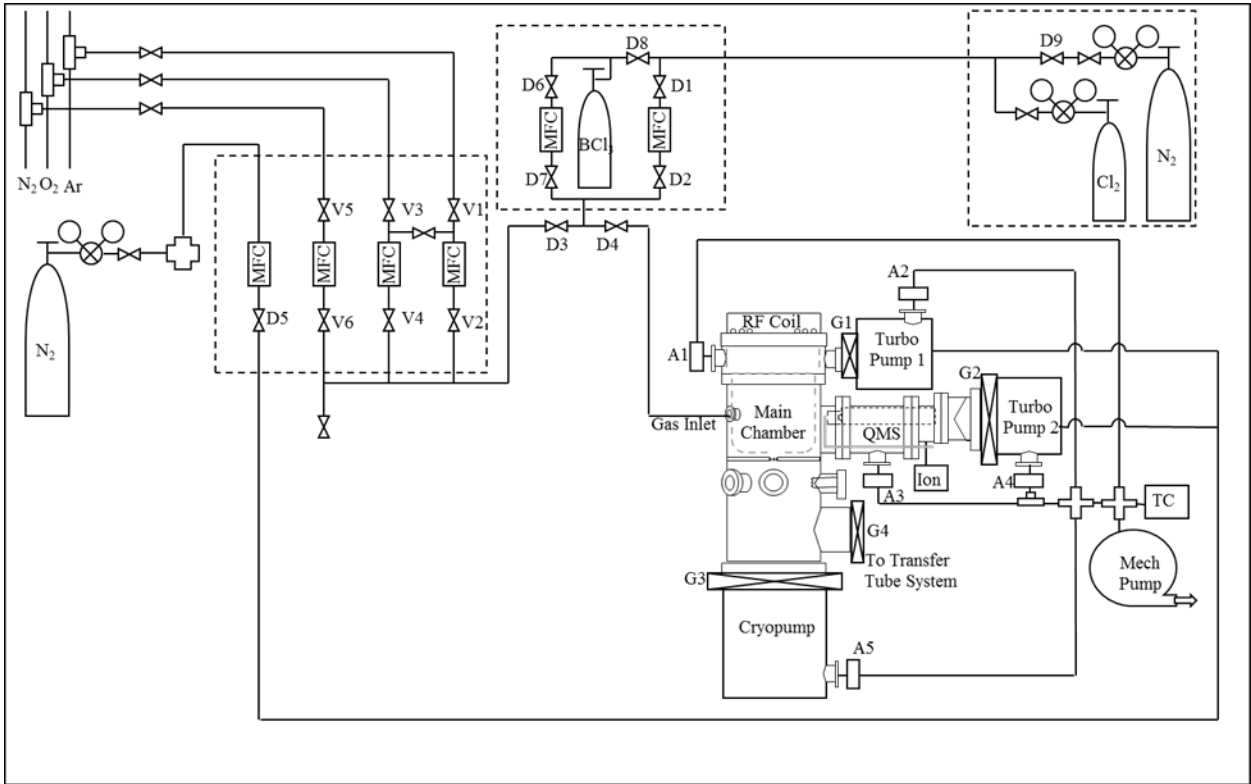 D8
D9
D6
D1
MFC
BCl3
MFC
N2
Cl2
D7
D2
N2 O2 Ar
V5
V3
V1
D3
D4
MFC
MFC
MFC
MFC
A2
N2
D5
V6
V4
V2
RF Coil
G1
Turbo
Pump 1
A1
G2
Gas Inlet
Main
Chamber
QMS
Turbo
Pump 2
Ion
A3
A4
TC
G4
To Transfer
Tube System
Mech
Pump
G3
Cryopump
A5